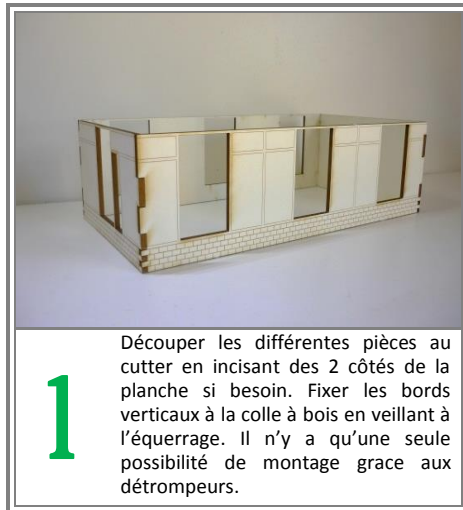 1
Découper les différentes pièces au
cutter en incisant des 2 côtés de la
planche si besoin. Fixer les bords
verticaux à la colle à bois en veillant à
l’équerrage. Il n’y a qu’une seule
possibilité de montage grace aux
détrompeurs.